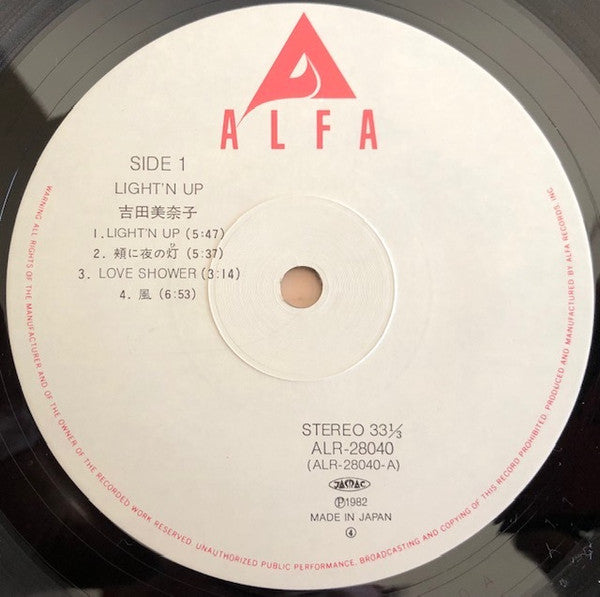 ALFA
SIDE 1
LIGHT'N UP
吉田美奈子
1. LIGHT'N UP (5:47)
2. 頬に夜の灯(ひ) (5:37)
3. LOVE SHOWER (3:14)
4. 風 (6:53)
STEREO 33⅓
ALR-28040
(ALR-28040-A)
JASRAC
℗1982
MADE IN JAPAN
④
WARNING: ALL RIGHTS OF THE MANUFACTURER AND OF THE OWNER OF THE RECORDED WORK RESERVED. UNAUTHORIZED PUBLIC PERFORMANCE, BROADCASTING AND COPYING OF THIS RECORD PROHIBITED. PRODUCED AND MANUFACTURED BY ALFA RECORDS, INC.